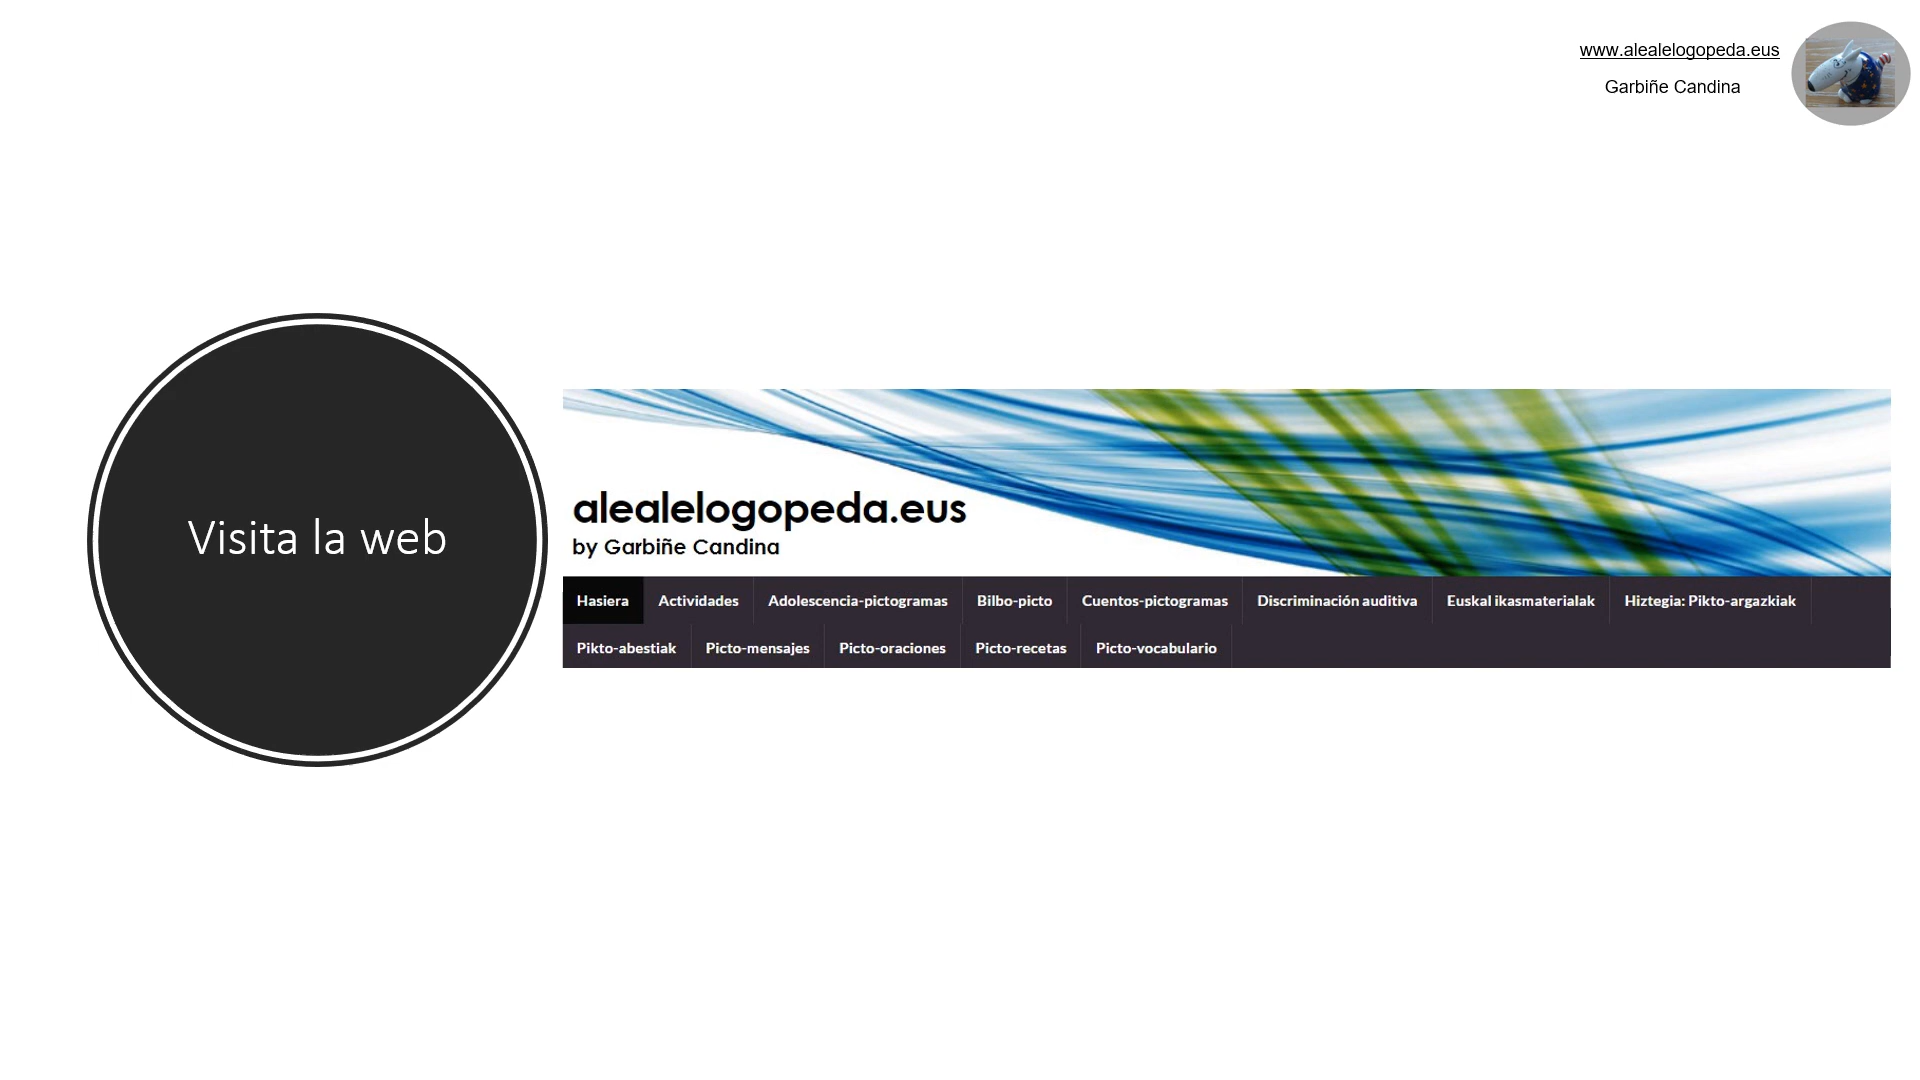 www.alealelogopeda.eus
Garbiñe Candina
Visita la web
alealelogopeda.eus
by Garbiñe Candina
Hasiera Actividades Adolescencia-pictogramas Bilbo-picto Cuentos-pictogramas Discriminación auditiva Euskal ikasmaterialak Hiztegia: Pikto-argazkiak
Pikto-abestiak Picto-mensajes Picto-oraciones Picto-recetas Picto-vocabulario